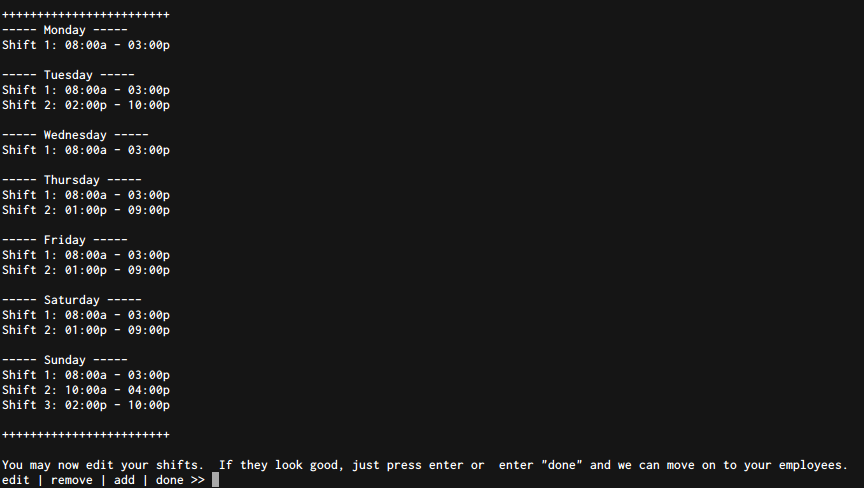 ++++++++++++++++++++++++
----- Monday -----
Shift 1: 08:00a - 03:00p
----- Tuesday -----
Shift 1: 08:00a - 03:00p
Shift 2: 02:00p - 10:00p
----- Wednesday -----
Shift 1: 08:00a - 03:00p
----- Thursday -----
Shift 1: 08:00a - 03:00p
Shift 2: 01:00p - 09:00p
----- Friday -----
Shift 1: 08:00a - 03:00p
Shift 2: 01:00p - 09:00p
----- Saturday -----
Shift 1: 08:00a - 03:00p
Shift 2: 01:00p - 09:00p
----- Sunday -----
Shift 1: 08:00a - 03:00p
Shift 2: 10:00a - 04:00p
Shift 3: 02:00p - 10:00p
++++++++++++++++++++++++
You may now edit your shifts.  If they look good, just press enter or  enter "done" and we can move on to your employees.
edit | remove | add | done >>